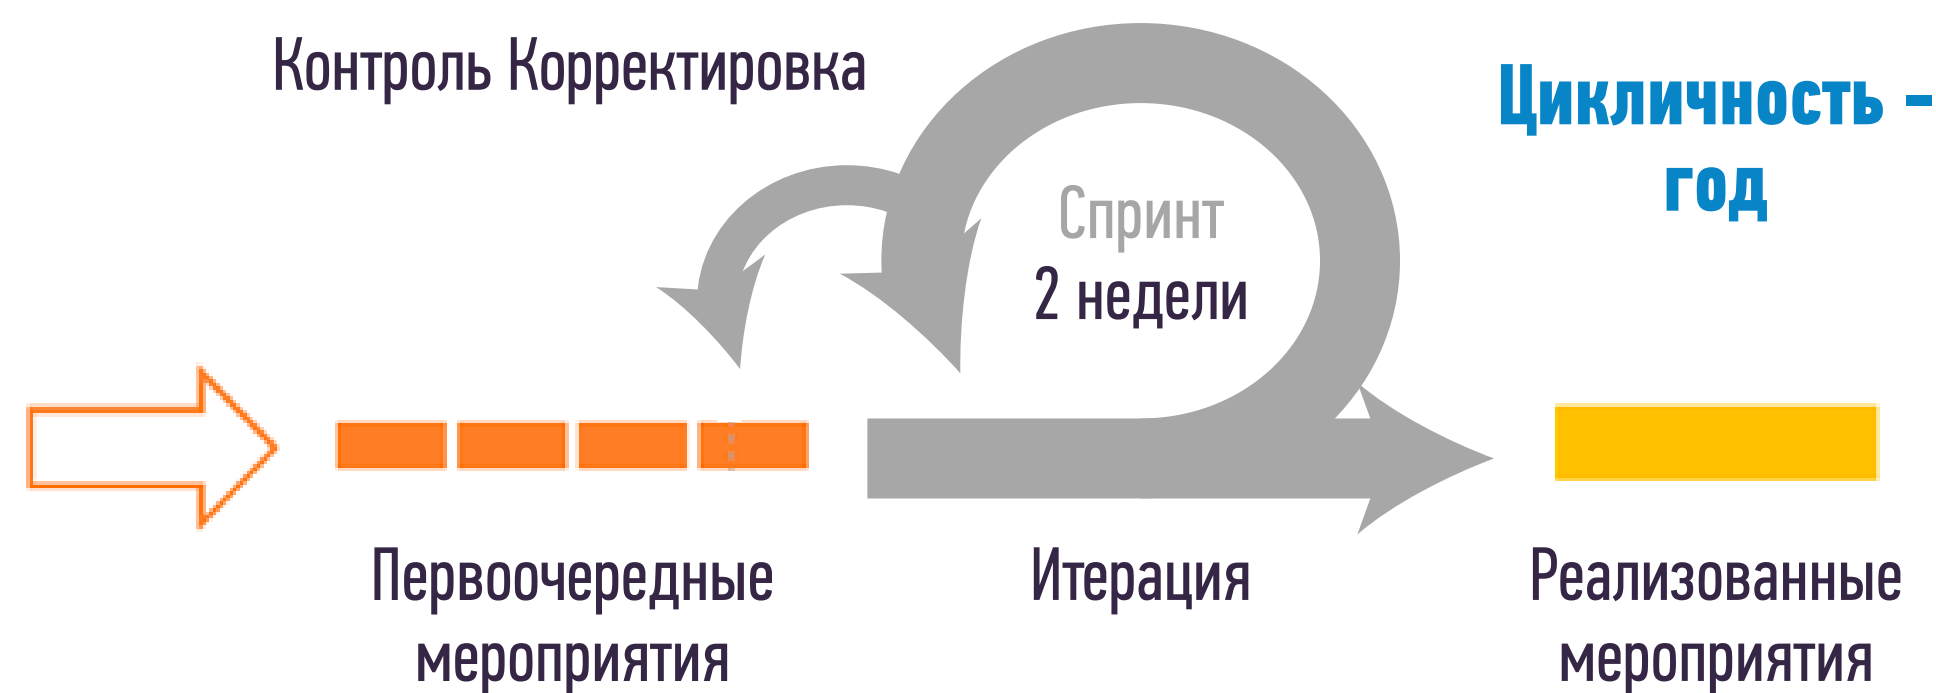 Контроль Корректировка
Цикличность -
год
Спринт
2 недели
Первоочередные
мероприятия
Итерация
Реализованные
мероприятия